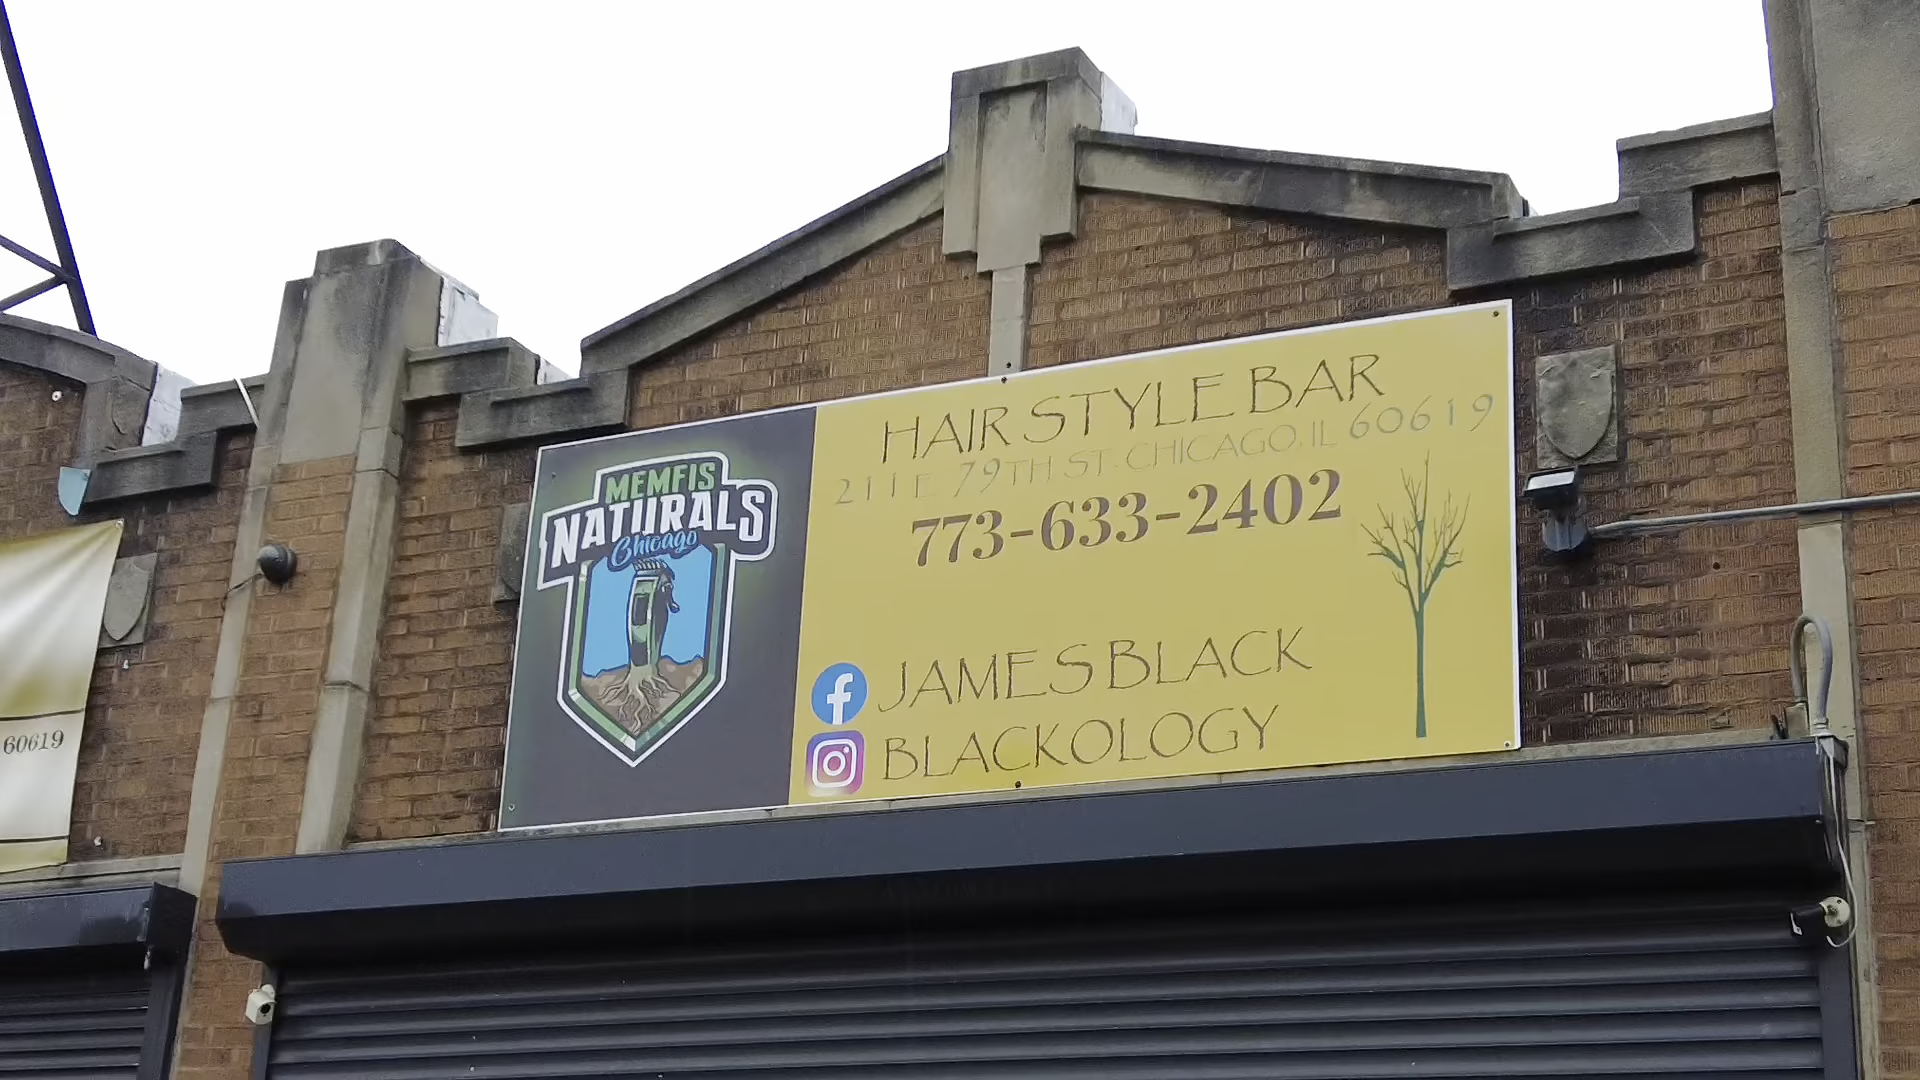 MEMFIS
NATURALS
Chicago
HAIR STYLE BAR
211 E 79TH ST. CHICAGO, IL 60619
773-633-2402
JAMES BLACK
BLACKOLOGY
60619